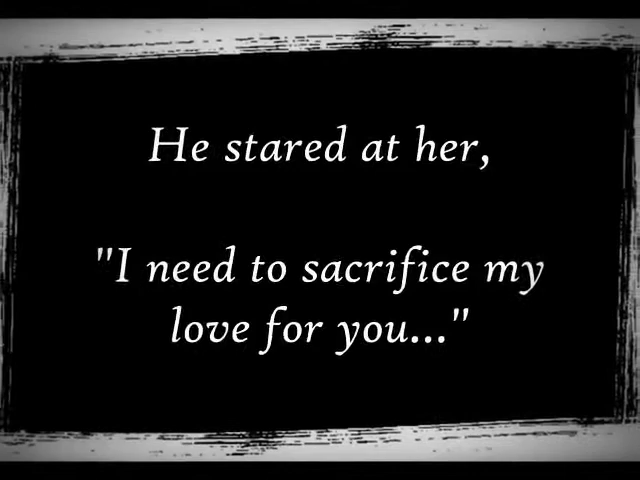 He stared at her,
"I need to sacrifice my
love for you..."